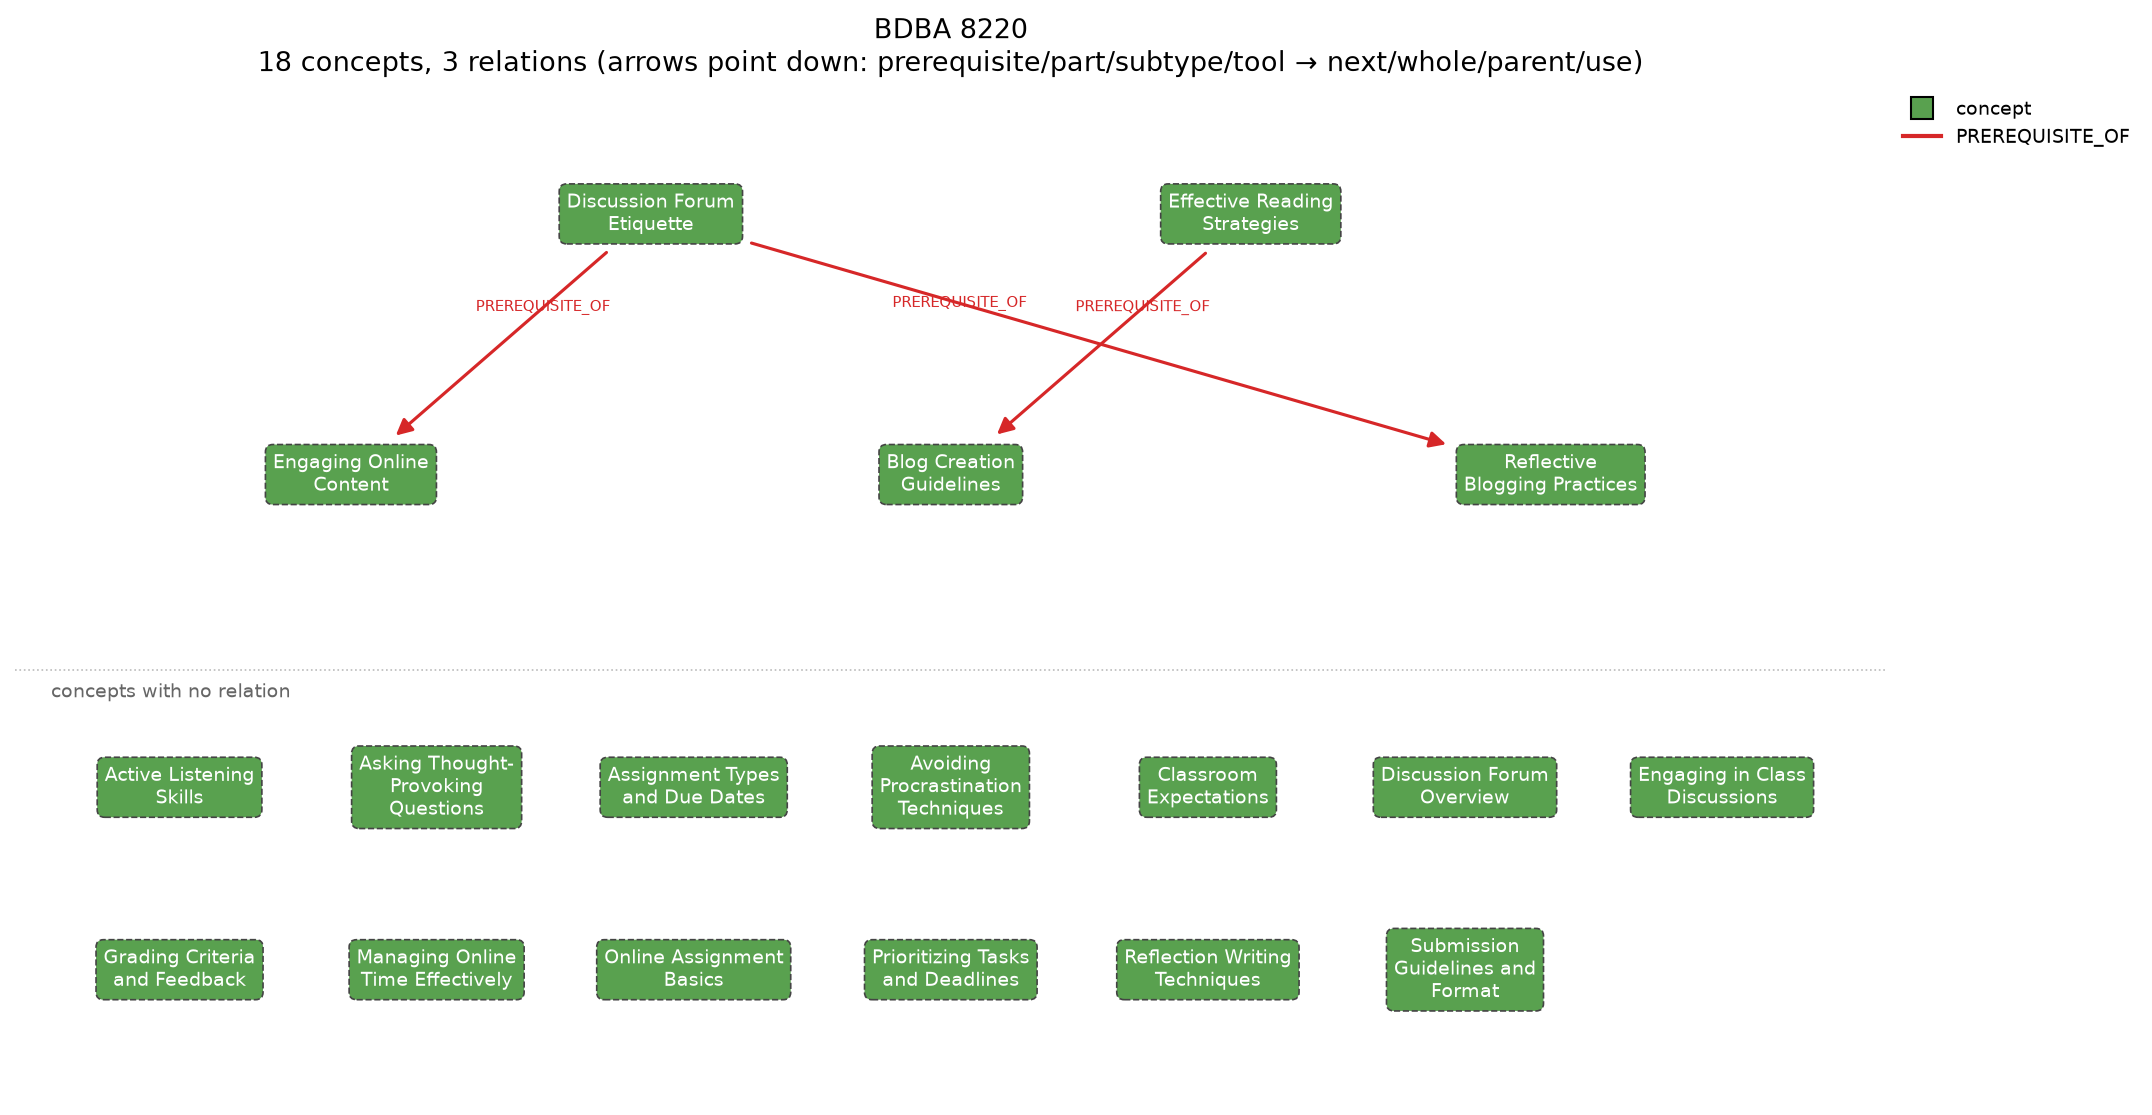 BDBA 8220
18 concepts, 3 relations (arrows point down: prerequisite/part/subtype/tool → next/whole/parent/use)
concept
PREREQUISITE_OF
Discussion Forum
Etiquette
Effective Reading
Strategies
PREREQUISITE_OF
PREREQUISITE_OF
PREREQUISITE_OF
Engaging Online
Content
Blog Creation
Guidelines
Reflective
Blogging Practices
concepts with no relation
Active Listening
Skills
Asking Thought-
Provoking
Questions
Assignment Types
and Due Dates
Avoiding
Procrastination
Techniques
Classroom
Expectations
Discussion Forum
Overview
Engaging in Class
Discussions
Grading Criteria
and Feedback
Managing Online
Time Effectively
Online Assignment
Basics
Prioritizing Tasks
and Deadlines
Reflection Writing
Techniques
Submission
Guidelines and
Format